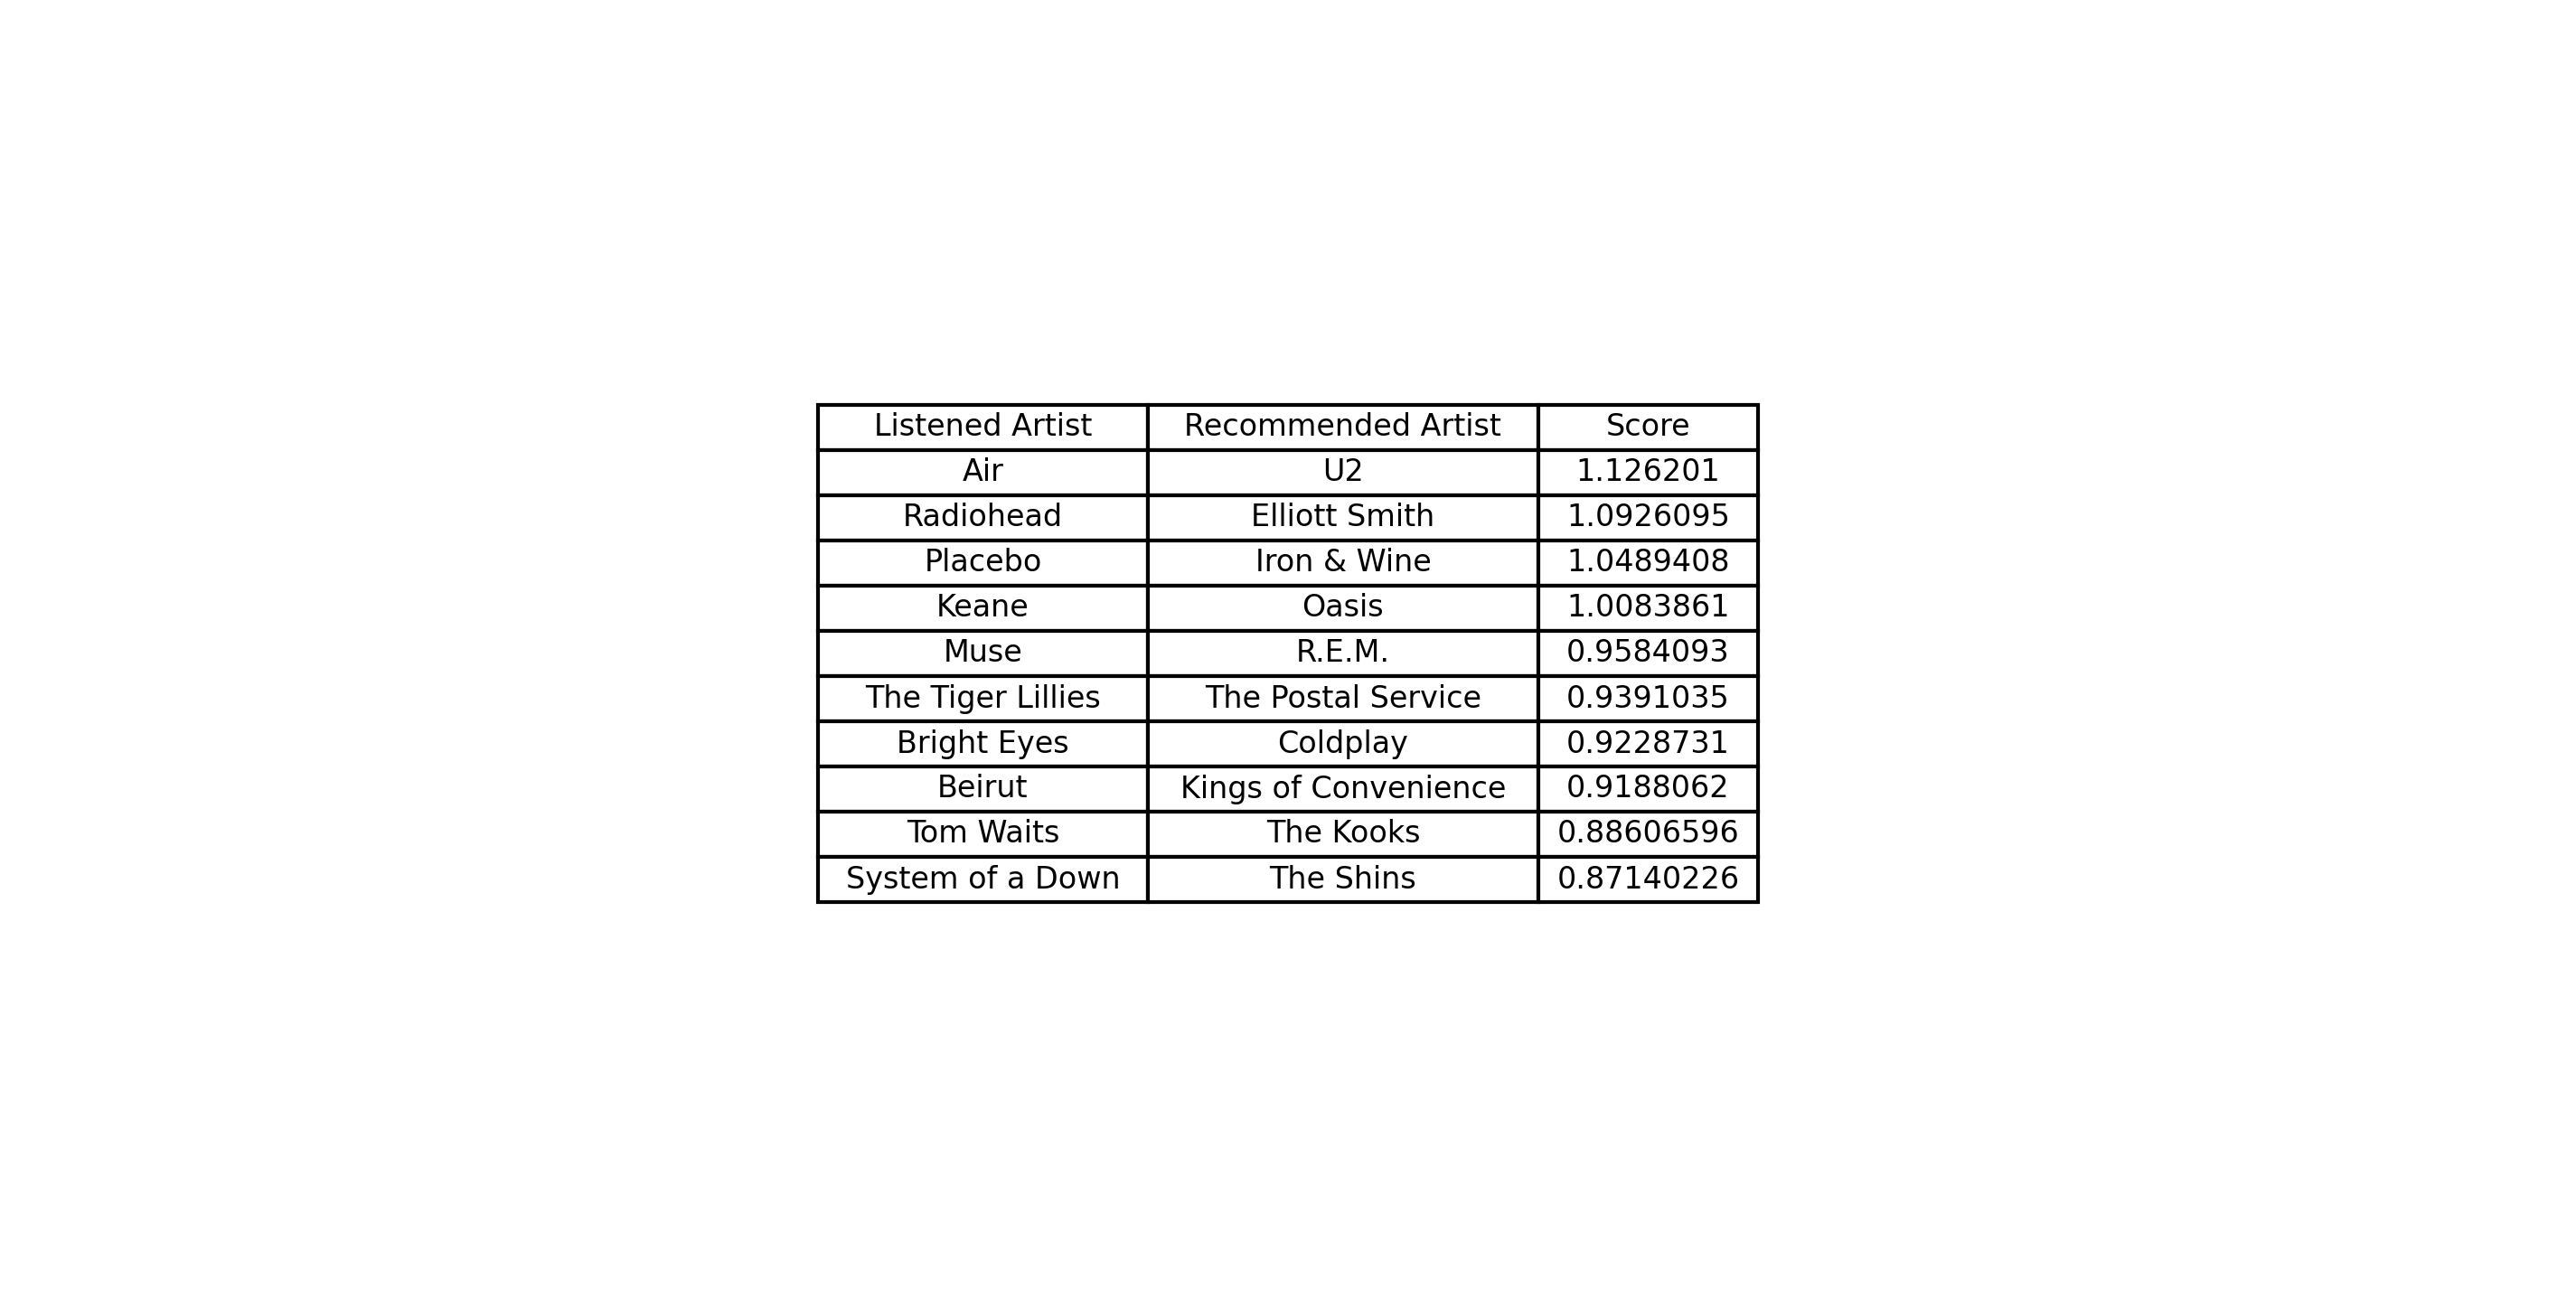 Listened Artist Recommended Artist Score
Air U2 1.126201
Radiohead Elliott Smith 1.0926095
Placebo Iron & Wine 1.0489408
Keane Oasis 1.0083861
Muse R.E.M. 0.9584093
The Tiger Lillies The Postal Service 0.9391035
Bright Eyes Coldplay 0.9228731
Beirut Kings of Convenience 0.9188062
Tom Waits The Kooks 0.88606596
System of a Down The Shins 0.87140226